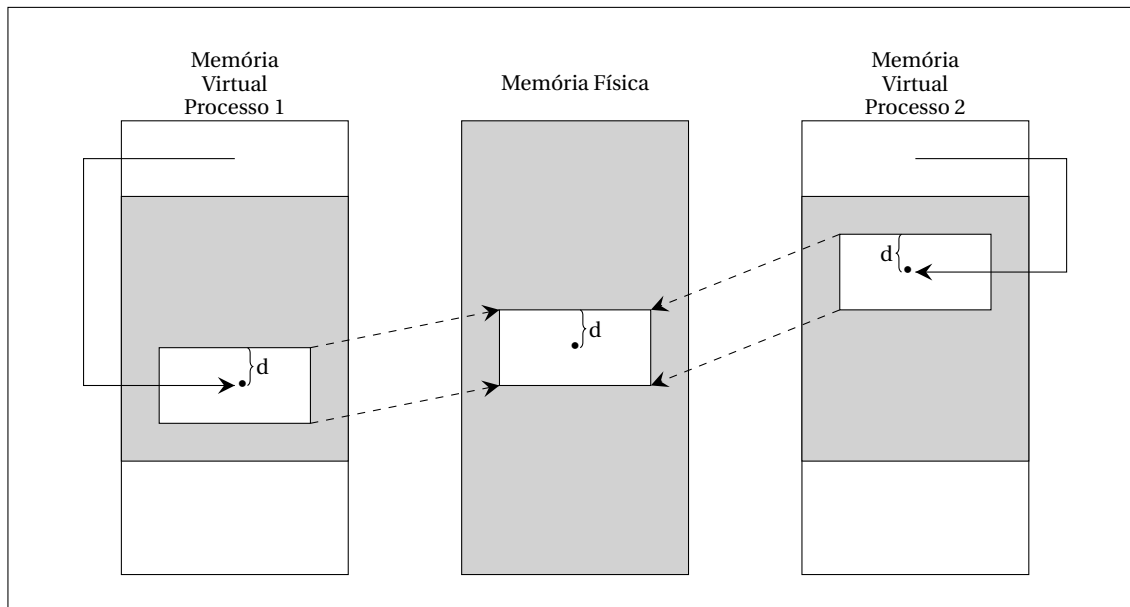 Memória
Virtual
Processo 1
Memória Física
Memória
Virtual
Processo 2
d
d
d